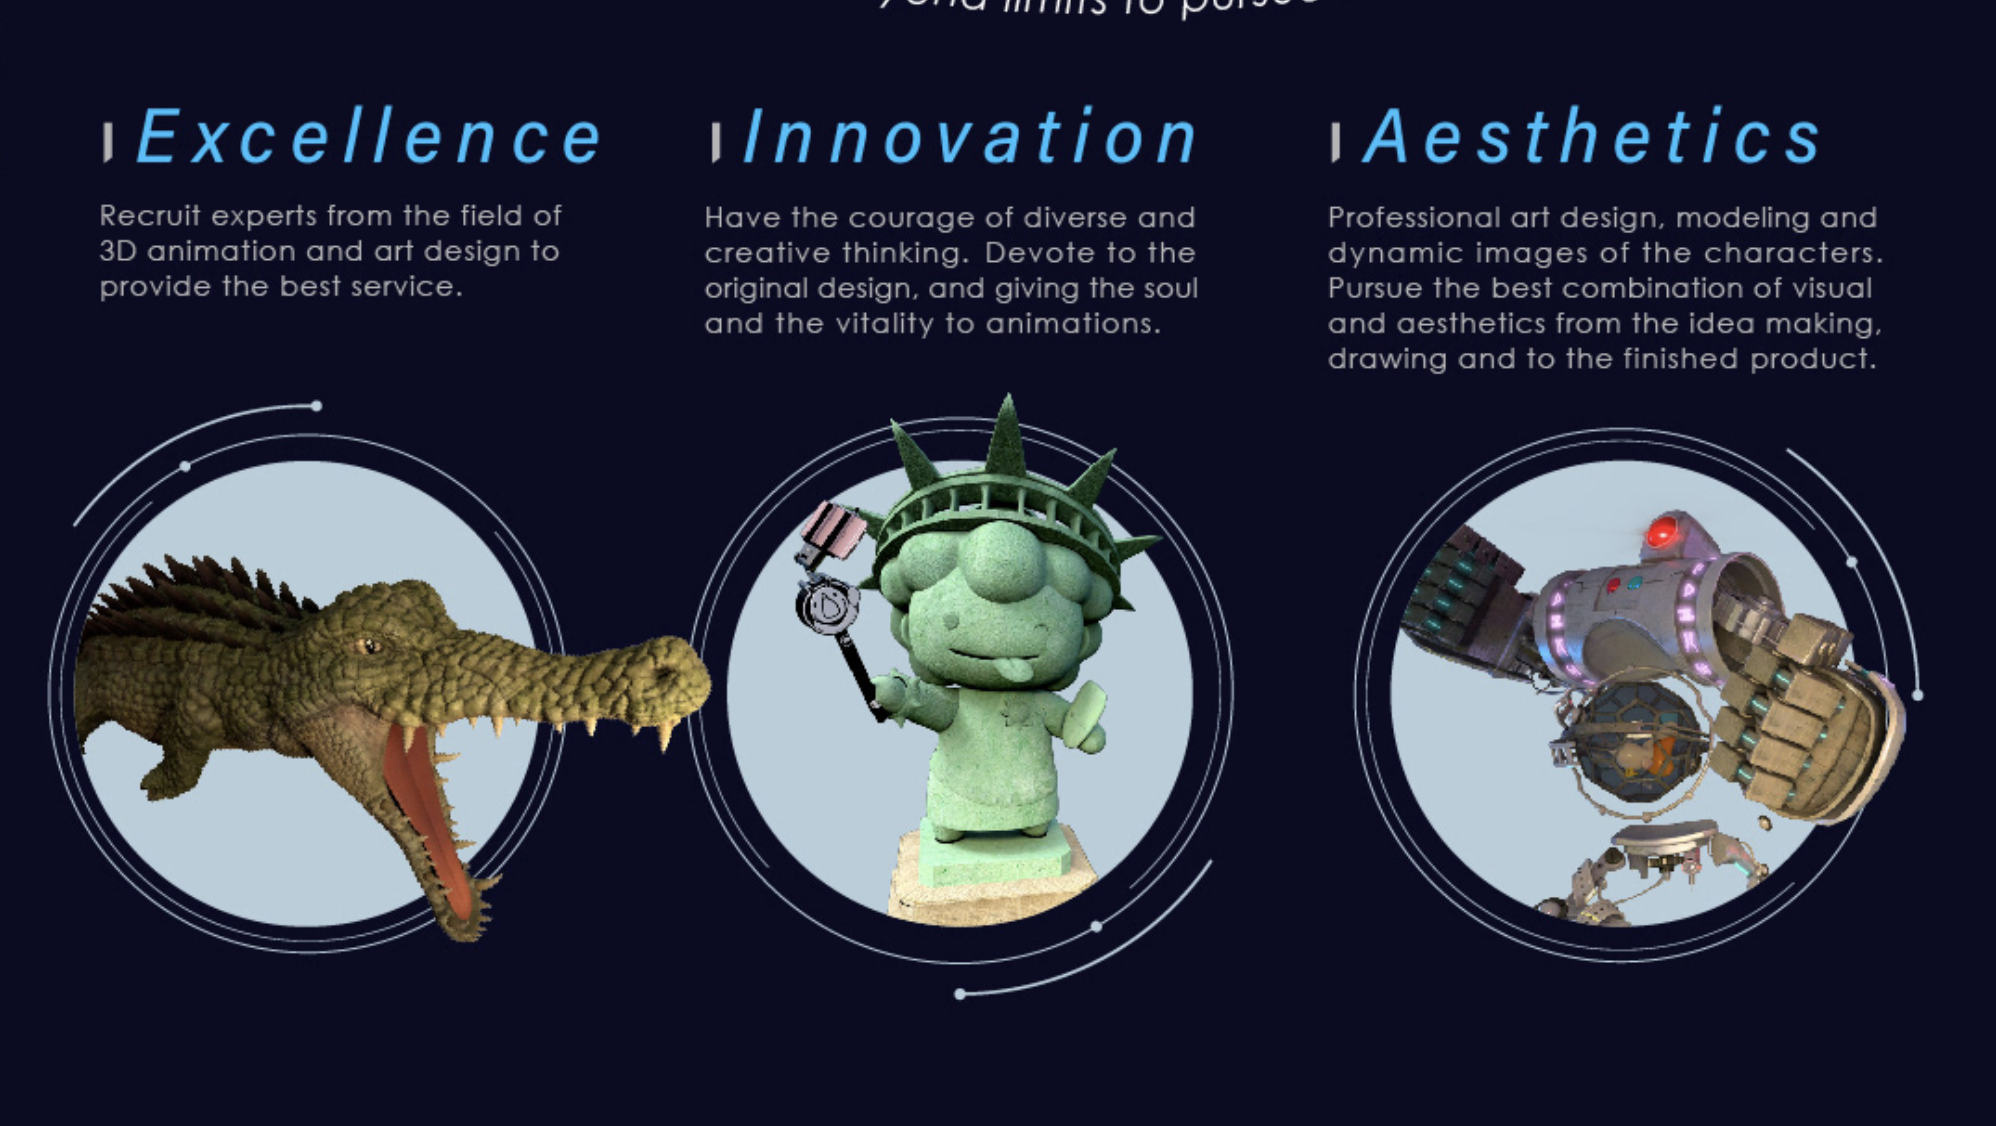 limits to
Excellence
Recruit experts from the field of
3D animation and art design to
provide the best service.
Innovation
Have the courage of diverse and
creative thinking. Devote to the
original design, and giving the soul
and the vitality to animations.
Aesthetics
Professional art design, modeling and
dynamic images of the characters.
Pursue the best combination of visual
and aesthetics from the idea making,
drawing and to the finished product.